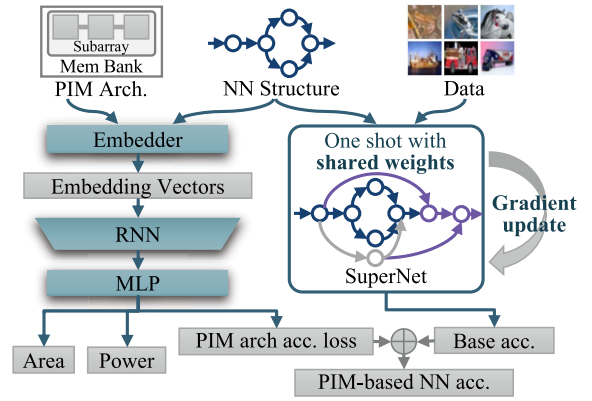 Subarray
Mem Bank
PIM Arch.
NN Structure
Data
Embedder
Embedding Vectors
RNN
MLP
One shot with
shared weights
SuperNet
Gradient
update
Area
Power
PIM arch acc. loss
Base acc.
PIM-based NN acc.